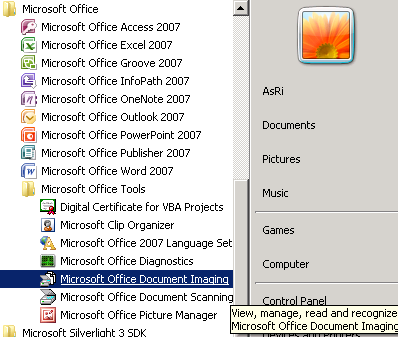 Microsoft Office
Microsoft Office Access 2007
Microsoft Office Excel 2007
Microsoft Office Groove 2007
Microsoft Office InfoPath 2007
Microsoft Office OneNote 2007
Microsoft Office Outlook 2007
Microsoft Office PowerPoint 2007
Microsoft Office Publisher 2007
Microsoft Office Word 2007
Microsoft Office Tools
Digital Certificate for VBA Projects
Microsoft Clip Organizer
Microsoft Office 2007 Language Set
Microsoft Office Diagnostics
Microsoft Office Document Imaging
Microsoft Office Document Scanning
Microsoft Office Picture Manager
Microsoft Silverlight 3 SDK
AsRi
Documents
Pictures
Music
Games
Computer
Control Panel
View, manage, read and recognize
Microsoft Office Document Imaging